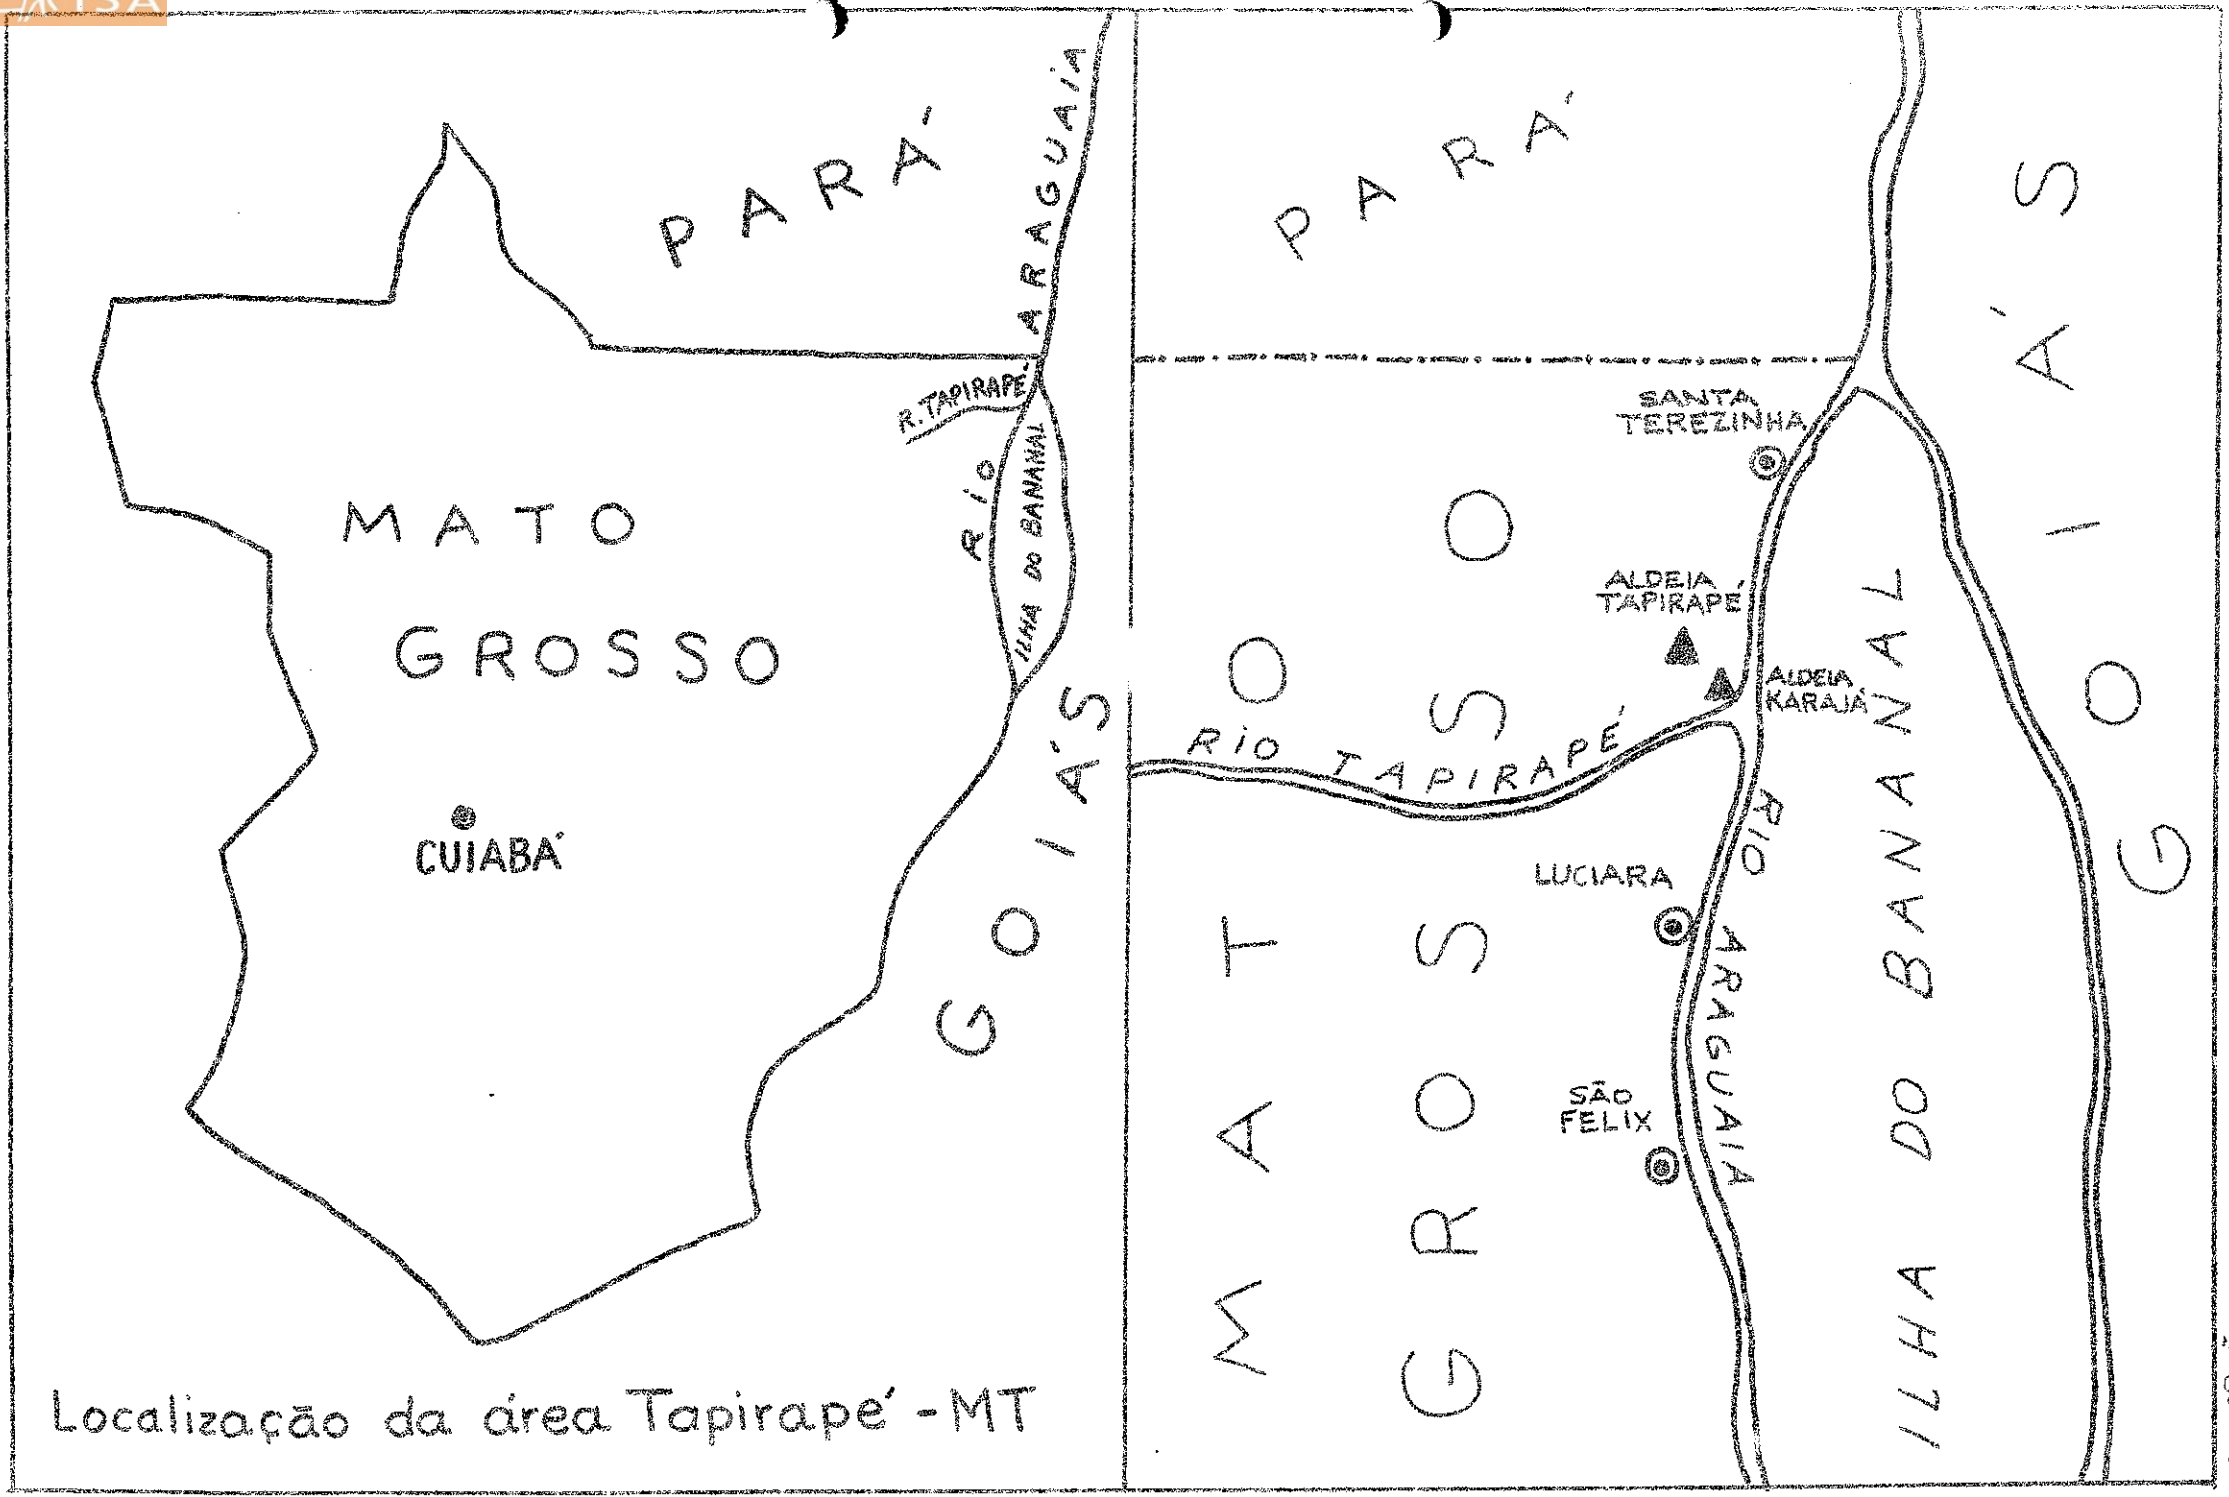 ISA
PARÁ
RIO ARAGUAIA
R. TAPIRAPÉ
ILHA DO BANANAL
MATO
GROSSO
CUIABÁ
GOIÁS
Localização da área Tapirapé - MT
PARÁ
GOIÁS
SANTA
TEREZINHA
ALDEIA
TAPIRAPÉ
ALDEIA
KARAJÁ
RIO TAPIRAPÉ
MATO
GROSSO
LUCIARA
RIO ARAGUAIA
SÃO
FELIX
ILHA DO BANANAL